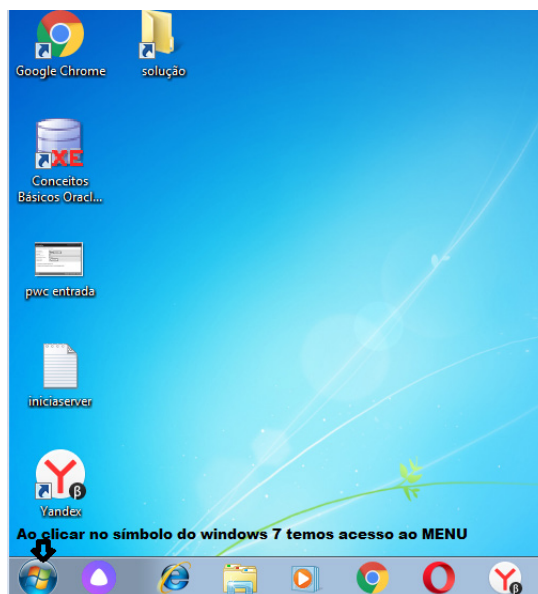 Google Chrome
solução
XE
Conceitos
Básicos Oracl...
pwc entrada
iniciaserver
Yandex
Ao clicar no símbolo do windows 7 temos acesso ao MENU